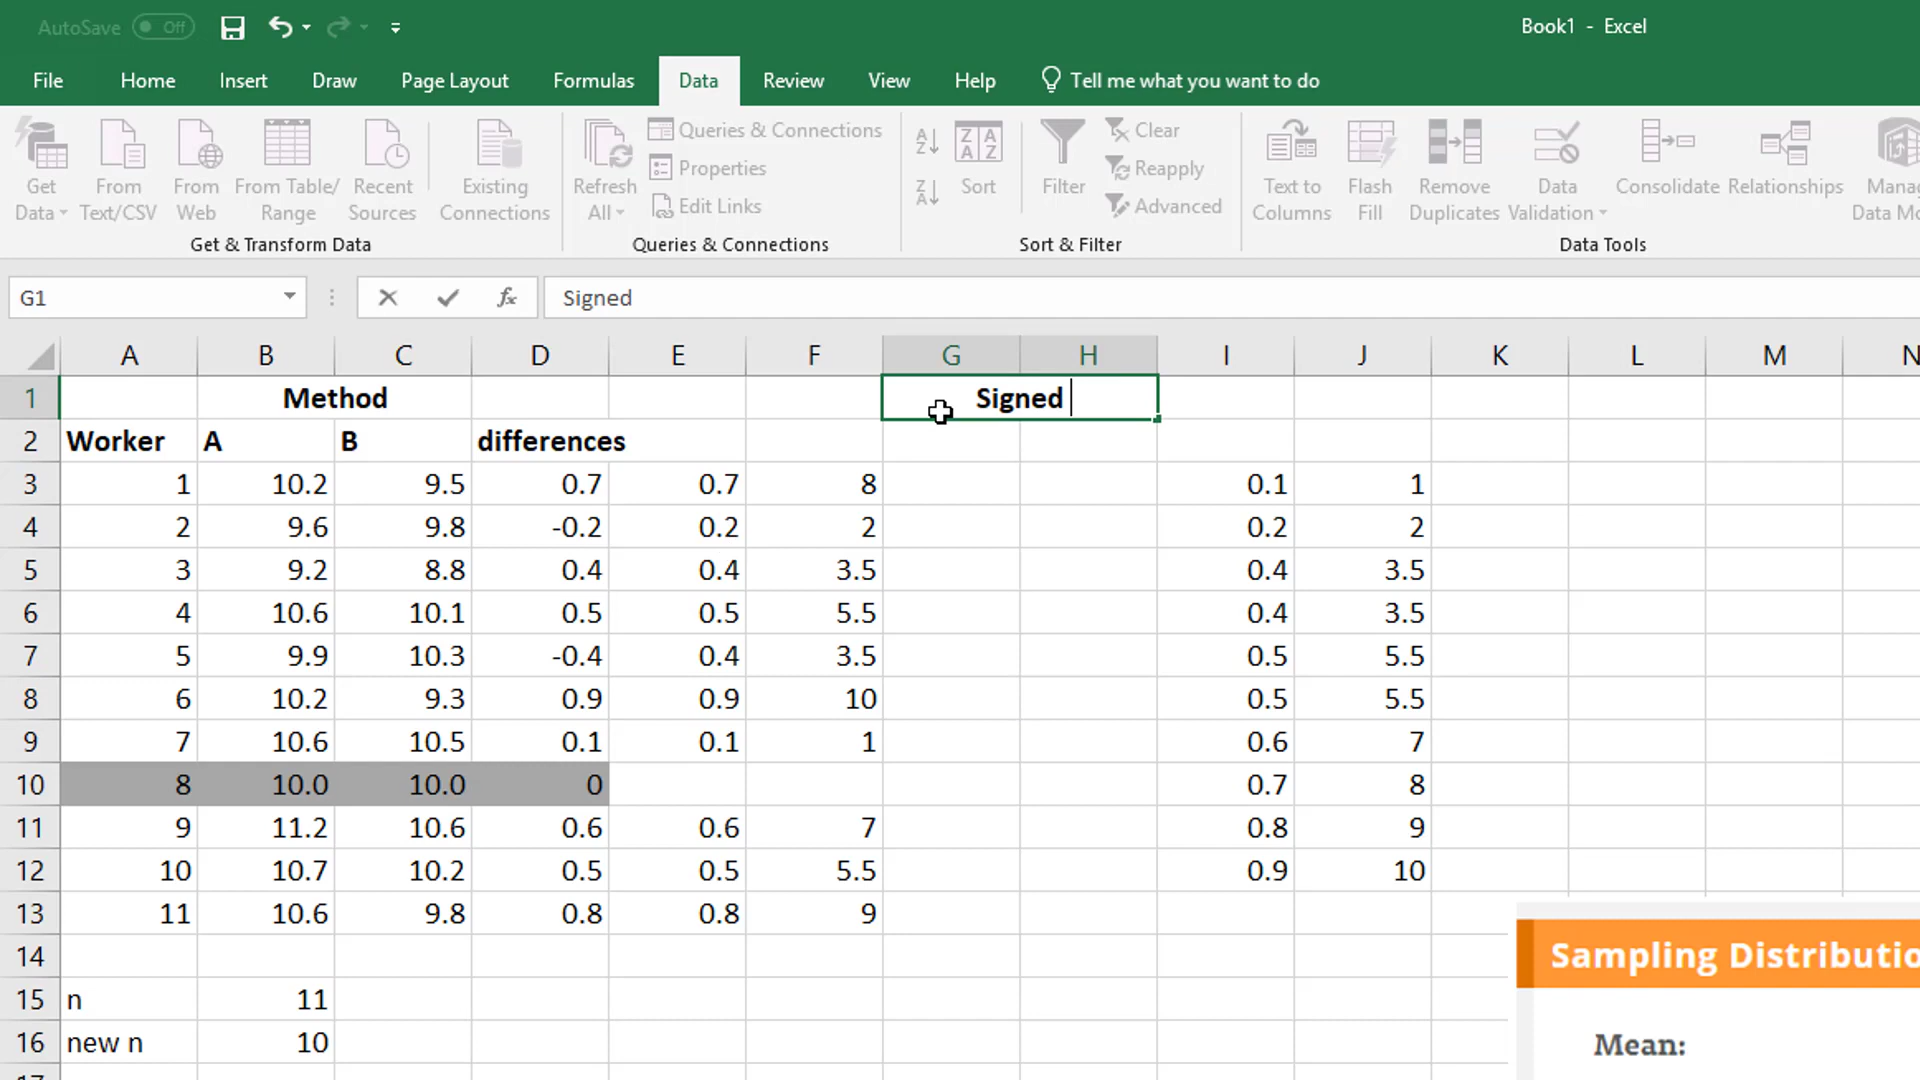 AutoSave Off
Book1 - Excel
File Home Insert Draw Page Layout Formulas Data Review View Help Tell me what you want to do
Get Data
From Text/CSV
From Web
From Table/ Range
Recent Sources
Existing Connections
Get & Transform Data
Refresh All
Queries & Connections
Properties
Edit Links
Queries & Connections
Sort
Filter
Clear
Reapply
Advanced
Sort & Filter
Text to Columns
Flash Fill
Remove Duplicates
Data Validation
Consolidate
Relationships
Data Tools
G1 fx Signed
A B C D E F G H I J K L M N
1 Method Signed
2 Worker A B differences
3 1 10.2 9.5 0.7 0.7 8 0.1 1
4 2 9.6 9.8 -0.2 0.2 2 0.2 2
5 3 9.2 8.8 0.4 0.4 3.5 0.4 3.5
6 4 10.6 10.1 0.5 0.5 5.5 0.4 3.5
7 5 9.9 10.3 -0.4 0.4 3.5 0.5 5.5
8 6 10.2 9.3 0.9 0.9 10 0.5 5.5
9 7 10.6 10.5 0.1 0.1 1 0.6 7
10 8 10.0 10.0 0 0.7 8
11 9 11.2 10.6 0.6 0.6 7 0.8 9
12 10 10.7 10.2 0.5 0.5 5.5 0.9 10
13 11 10.6 9.8 0.8 0.8 9
14
Sampling Distributio
15 n 11
16 new n 10
Mean: